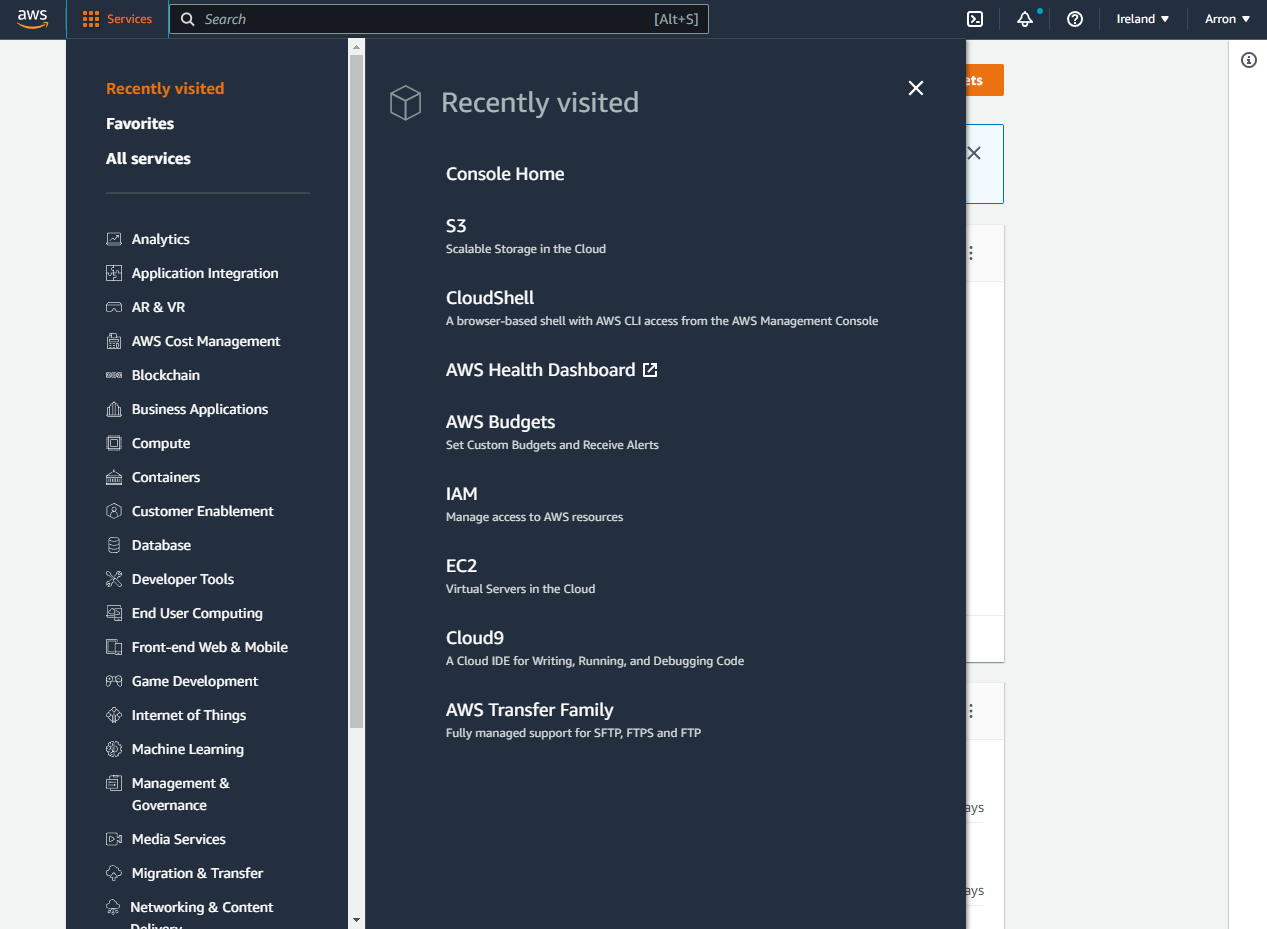 aws
Services
Search
[Alt+S]
Ireland
Arron
Recently visited
Favorites
All services
Analytics
Application Integration
AR & VR
AWS Cost Management
Blockchain
Business Applications
Compute
Containers
Customer Enablement
Database
Developer Tools
End User Computing
Front-end Web & Mobile
Game Development
Internet of Things
Machine Learning
Management &
Governance
Media Services
Migration & Transfer
Networking & Content
Delivery
Recently visited
Console Home
S3
Scalable Storage in the Cloud
CloudShell
A browser-based shell with AWS CLI access from the AWS Management Console
AWS Health Dashboard
AWS Budgets
Set Custom Budgets and Receive Alerts
IAM
Manage access to AWS resources
EC2
Virtual Servers in the Cloud
Cloud9
A Cloud IDE for Writing, Running, and Debugging Code
AWS Transfer Family
Fully managed support for SFTP, FTPS and FTP
ets
ays
ays